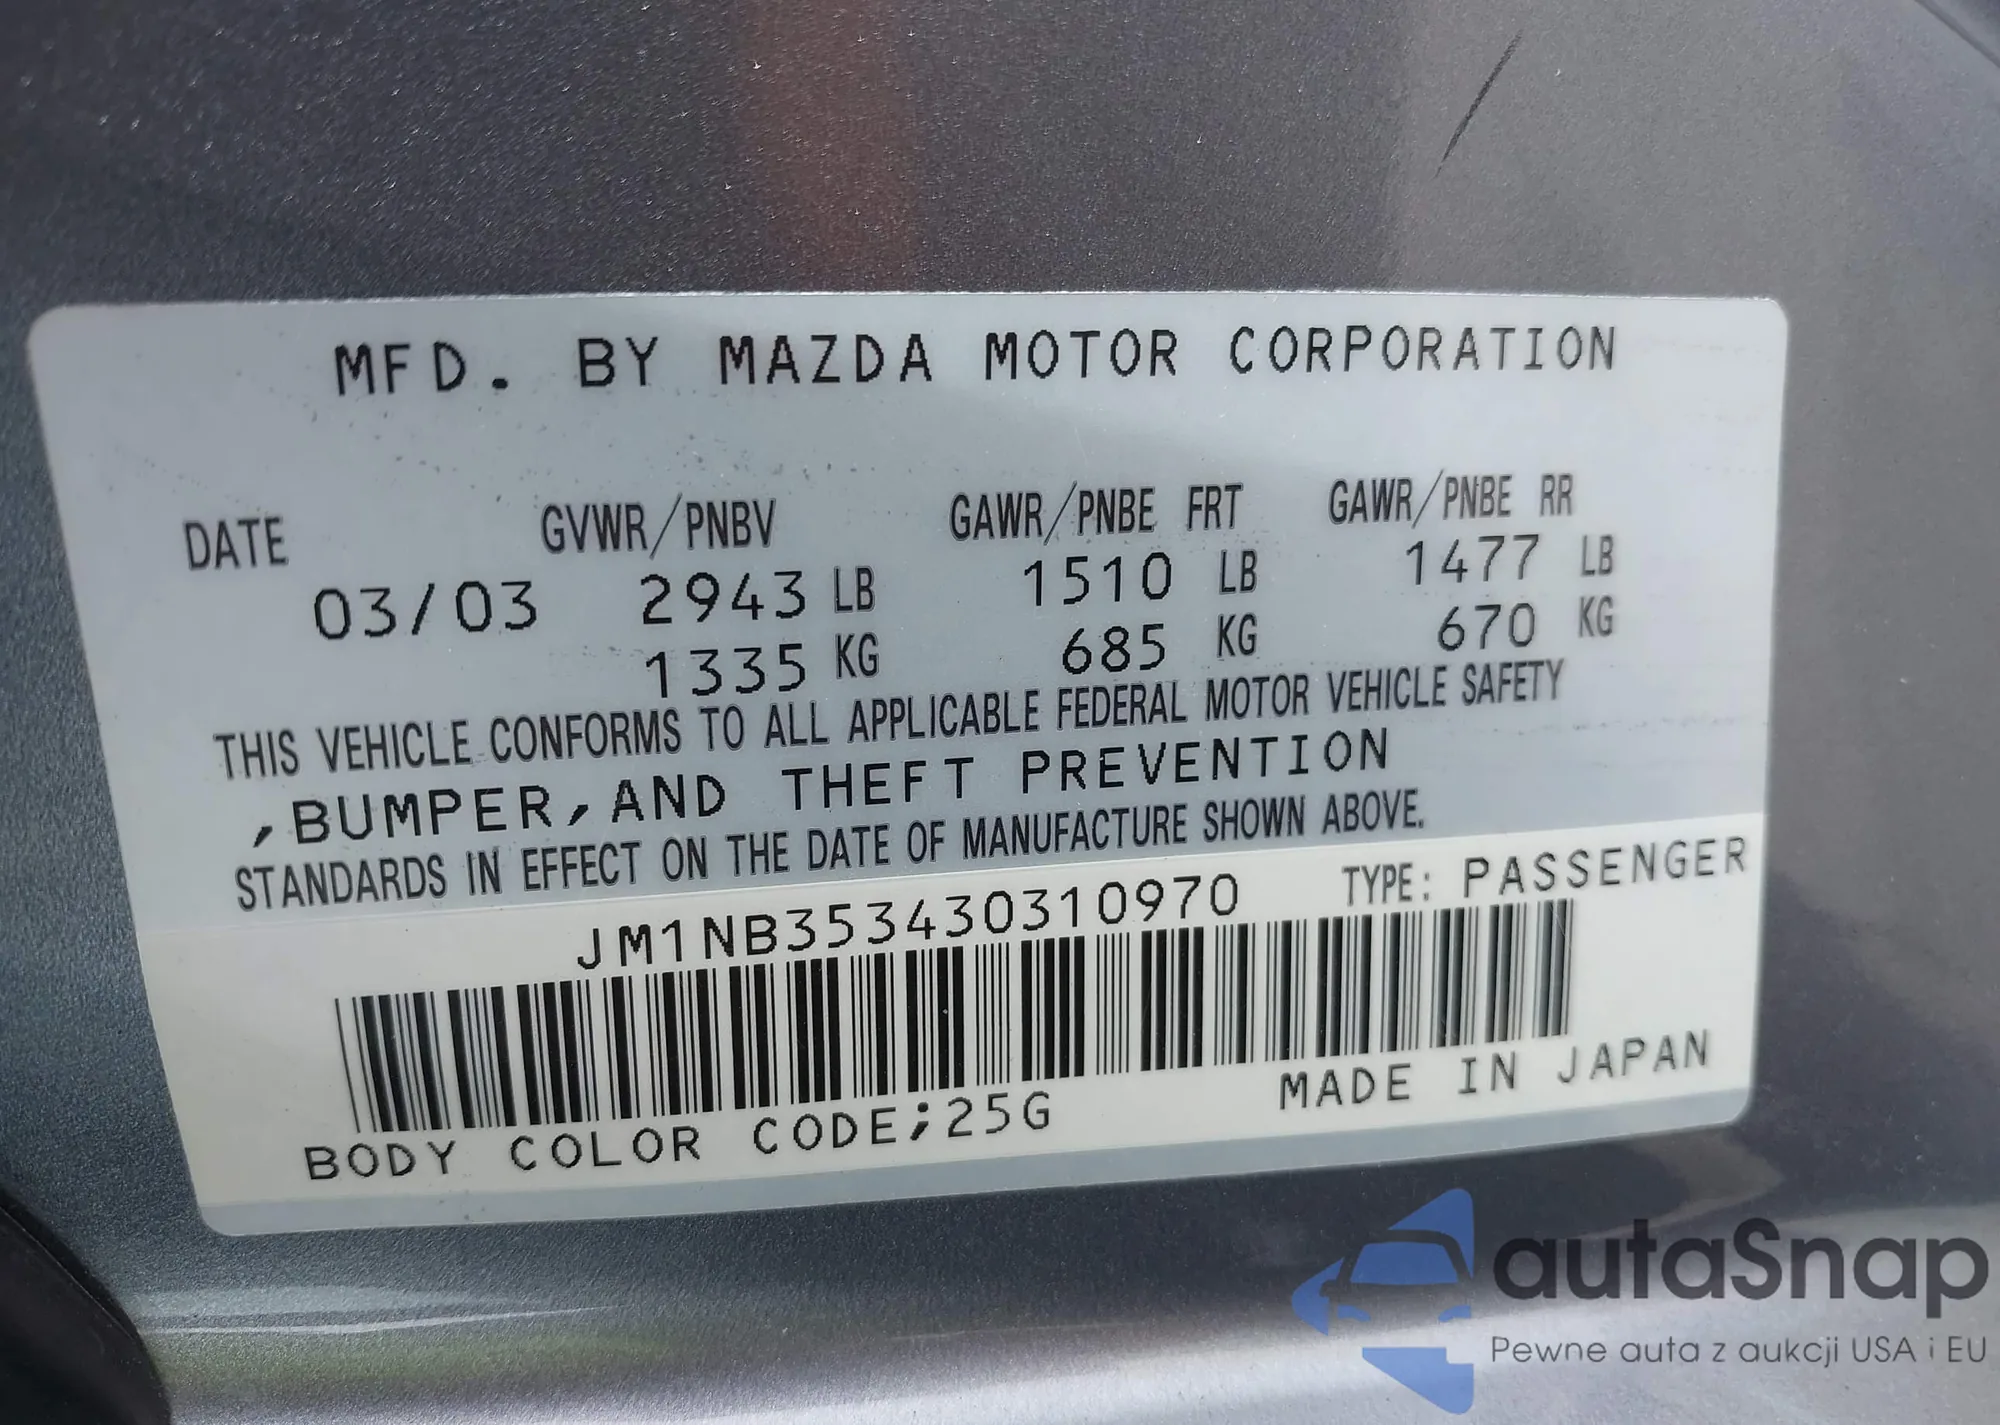 MFD. BY MAZDA MOTOR CORPORATION
DATE GVWR/PNBV GAWR/PNBE FRT GAWR/PNBE RR
03/03 2943 LB 1510 LB 1477 LB
1335 KG 685 KG 670 KG
THIS VEHICLE CONFORMS TO ALL APPLICABLE FEDERAL MOTOR VEHICLE SAFETY
,BUMPER,AND THEFT PREVENTION
STANDARDS IN EFFECT ON THE DATE OF MANUFACTURE SHOWN ABOVE.
JM1NB353430310970 TYPE: PASSENGER
BODY COLOR CODE;25G MADE IN JAPAN
autaSnap
Pewne auta z aukcji USA i EU